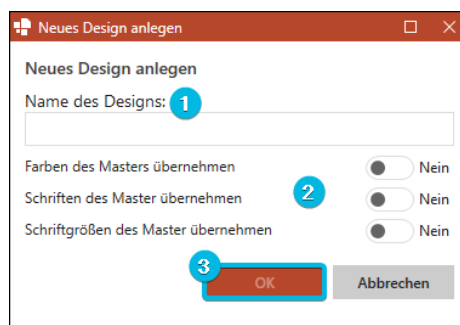 Neues Design anlegen
Neues Design anlegen
Name des Designs: 1
Farben des Masters übernehmen Nein
Schriften des Master übernehmen 2 Nein
Schriftgrößen des Master übernehmen Nein
3
OK Abbrechen